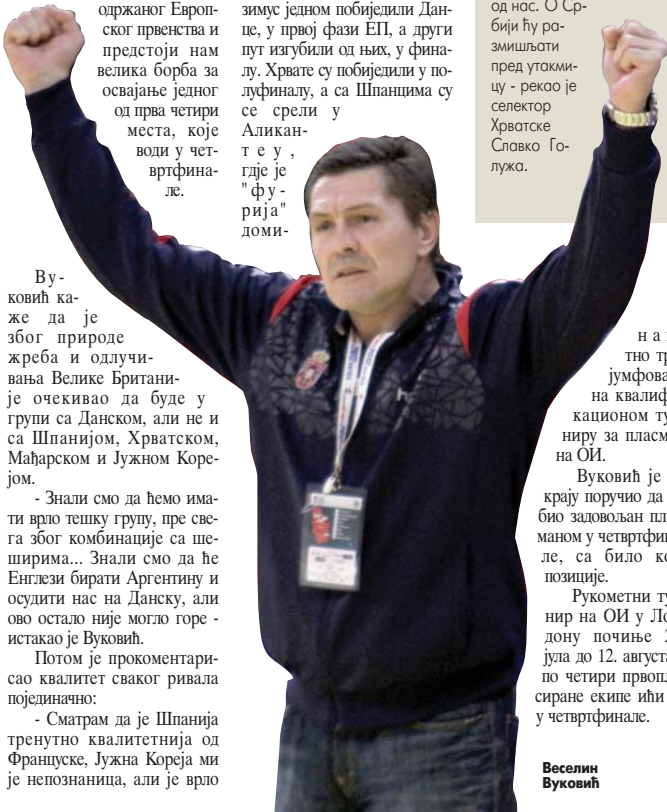 одржаног Европ-
ског првенства и
предстоји нам
велика борба за
освајање једног
од прва четири
места, које
води у чет-
вртфина-
ле.
Ву-
ковић ка-
же да је
због природе
жреба и одлучи-
вања Велике Британи-
је очекивао да буде у
групи са Данском, али не и
са Шпанијом, Хрватском,
Мађарском и Јужном Коре-
јом.
- Знали смо да ћемо има-
ти врло тешку групу, пре све-
га због комбинације са ше-
ширима... Знали смо да ће
Енглези бирати Аргентину и
осудити нас на Данску, али
ово остало није могло горе -
истакао је Вуковић.
Потом је прокоментари-
сао квалитет сваког ривала
појединачно:
- Сматрам да је Шпанија
тренутно квалитетнија од
Француске, Јужна Кореја ми
је непознаница, али је врло
зимус једном побиједили Дан-
це, у првој фази ЕП, а други
пут изгубили од њих, у фина-
лу. Хрвате су побиједили у по-
луфиналу, а са Шпанцима су
се срели у
Аликан-
теу,
гдје је
"фу-
рија"
доми-
на
тно тр
јумфова
на квалиф
кационом ту
ниру за пласм
на ОИ.
Вуковић је
крају поручио да
био задовољан пл
маном у четвртфин
ле, са било ко
позиције.
Рукометни ту
нир на ОИ у Ло
дону почиње 2
јула до 12. августа
по четири првопл
сиране екипе ићи
у четвртфинале.
од нас. О Ср-
бији ћу ра-
змишљати
пред утакми-
цу - рекао је
селектор
Хрватске
Славко Го-
лужа.
Веселин
Вуковић